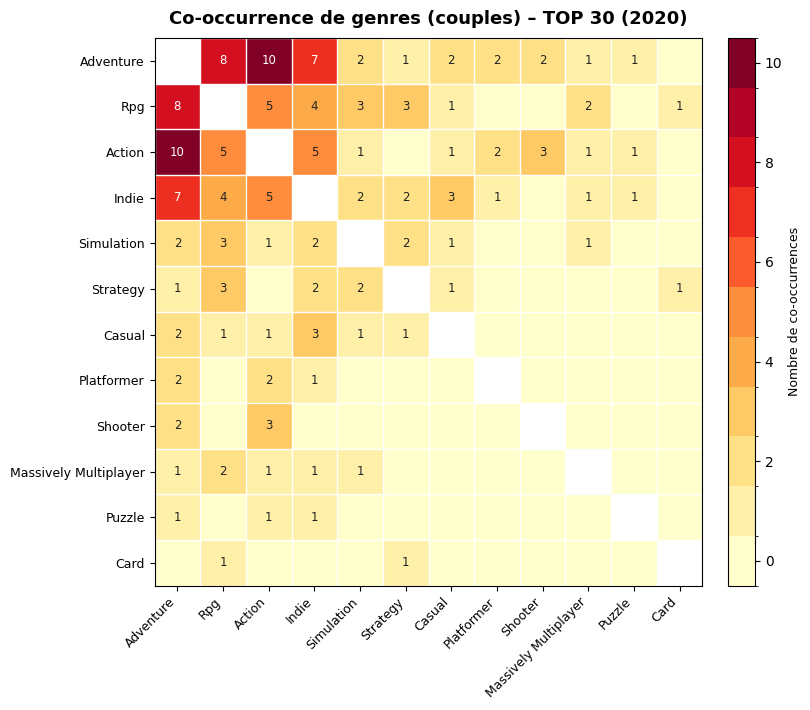 Co-occurrence de genres (couples) – TOP 30 (2020)
Adventure 8 10 7 2 1 2 2 2 1 1
Rpg 8 5 4 3 3 1 2 1
Action 10 5 5 1 1 2 3 1 1
Indie 7 4 5 2 2 3 1 1 1
Simulation 2 3 1 2 2 1 1
Strategy 1 3 2 2 1 1
Casual 2 1 1 3 1 1
Platformer 2 2 1
Shooter 2 3
Massively Multiplayer 1 2 1 1 1
Puzzle 1 1 1
Card 1 1
Adventure Rpg Action Indie Simulation Strategy Casual Platformer Shooter Massively Multiplayer Puzzle Card
10
8
6
4
2
0
Nombre de co-occurrences